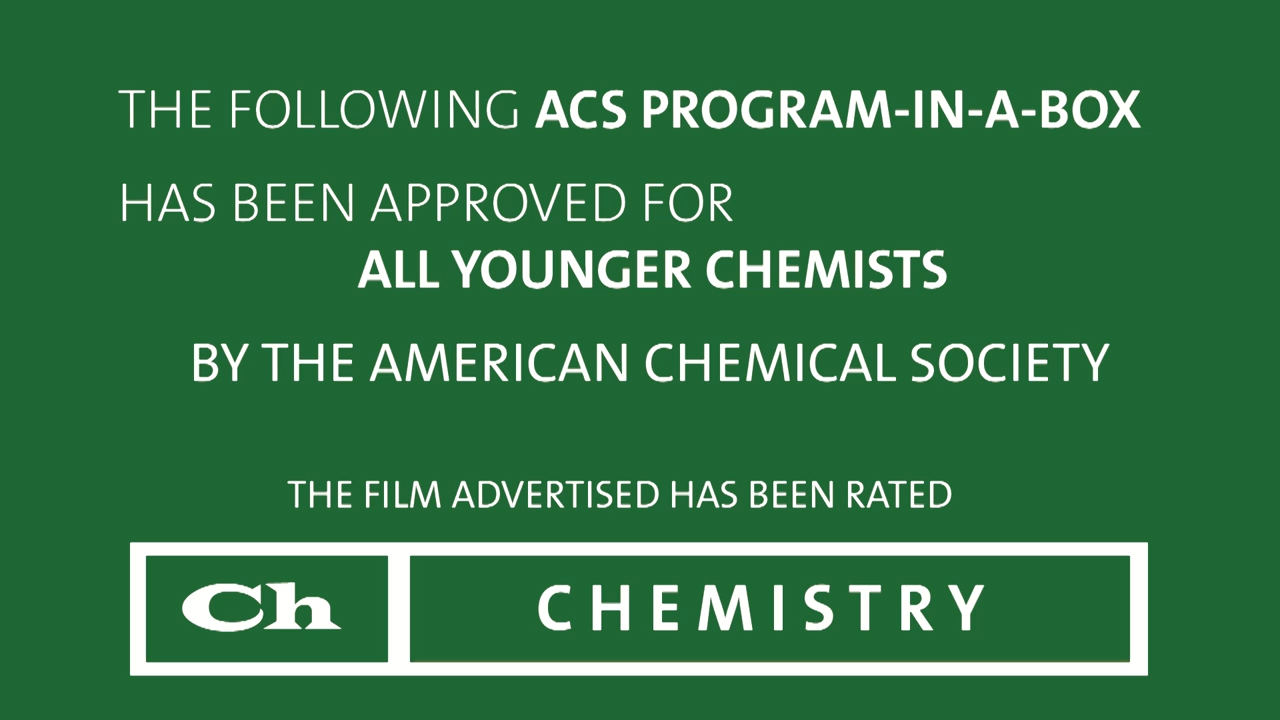 THE FOLLOWING ACS PROGRAM-IN-A-BOX
HAS BEEN APPROVED FOR
ALL YOUNGER CHEMISTS
BY THE AMERICAN CHEMICAL SOCIETY
THE FILM ADVERTISED HAS BEEN RATED
Ch CHEMISTRY